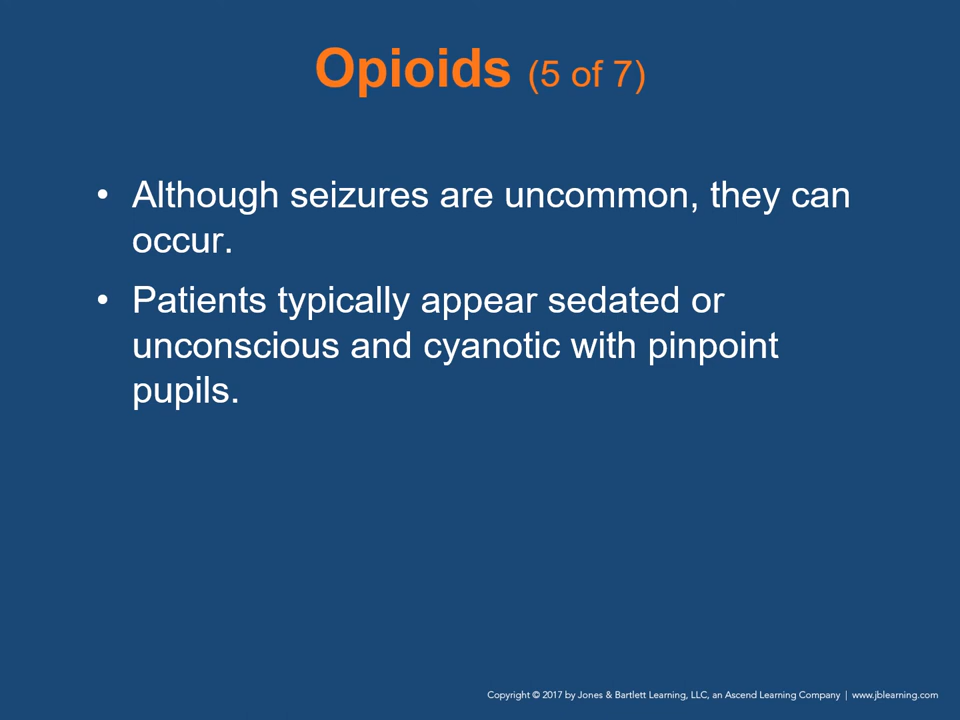 Opioids (5 of 7)
• Although seizures are uncommon, they can
occur.
• Patients typically appear sedated or
unconscious and cyanotic with pinpoint
pupils.
Copyright © 2017 by Jones & Bartlett Learning, LLC, an Ascend Learning Company | www.jblearning.com